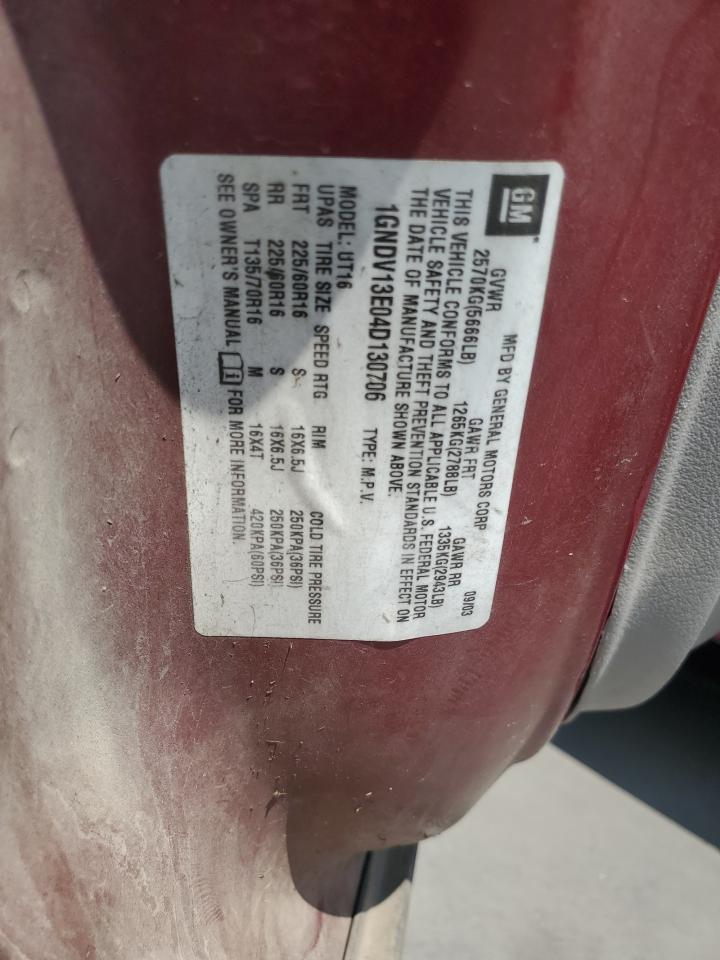 GM
MFD BY GENERAL MOTORS CORP 09/03
GVWR GAWR FRT GAWR RR
2570KG(5666LB) 1265KG(2788LB) 1335KG(2943LB)
THIS VEHICLE CONFORMS TO ALL APPLICABLE U.S. FEDERAL MOTOR
VEHICLE SAFETY AND THEFT PREVENTION STANDARDS IN EFFECT ON
THE DATE OF MANUFACTURE SHOWN ABOVE.
1GNDV13E04D130706 TYPE: M.P.V.
MODEL: UT16
UPAS TIRE SIZE SPEED RTG RIM COLD TIRE PRESSURE
FRT 225/60R16 S 16X6.5J 250KPA(36PSI)
RR 225/60R16 S 16X6.5J 250KPA(36PSI)
SPA T135/70R16 M 16X4T 420KPA(60PSI)
SEE OWNER'S MANUAL FOR MORE INFORMATION.